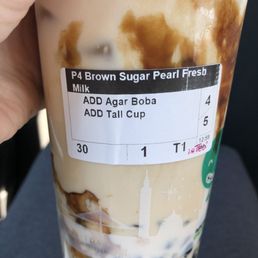 P4 Brown Sugar Pearl Fresh
Milk
ADD Agar Boba 4
ADD Tall Cup 5
30 1 T1